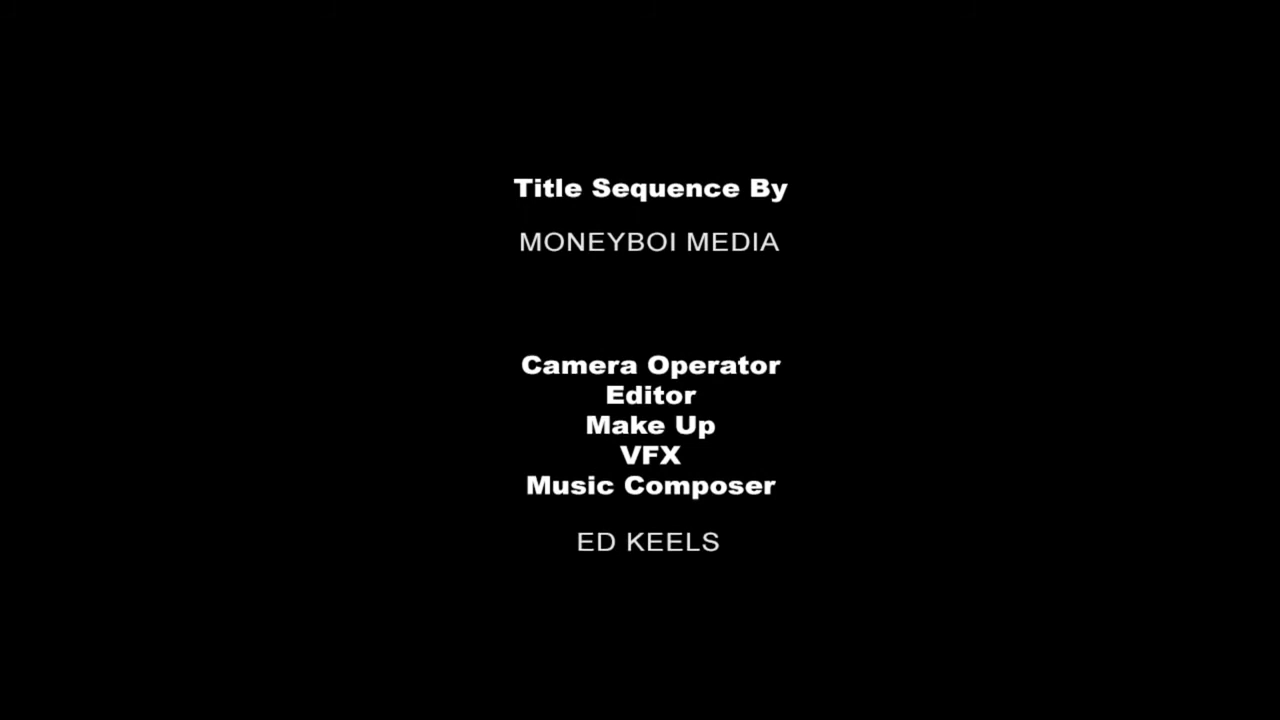 Title Sequence By
MONEYBOI MEDIA
Camera Operator
Editor
Make Up
VFX
Music Composer
ED KEELS